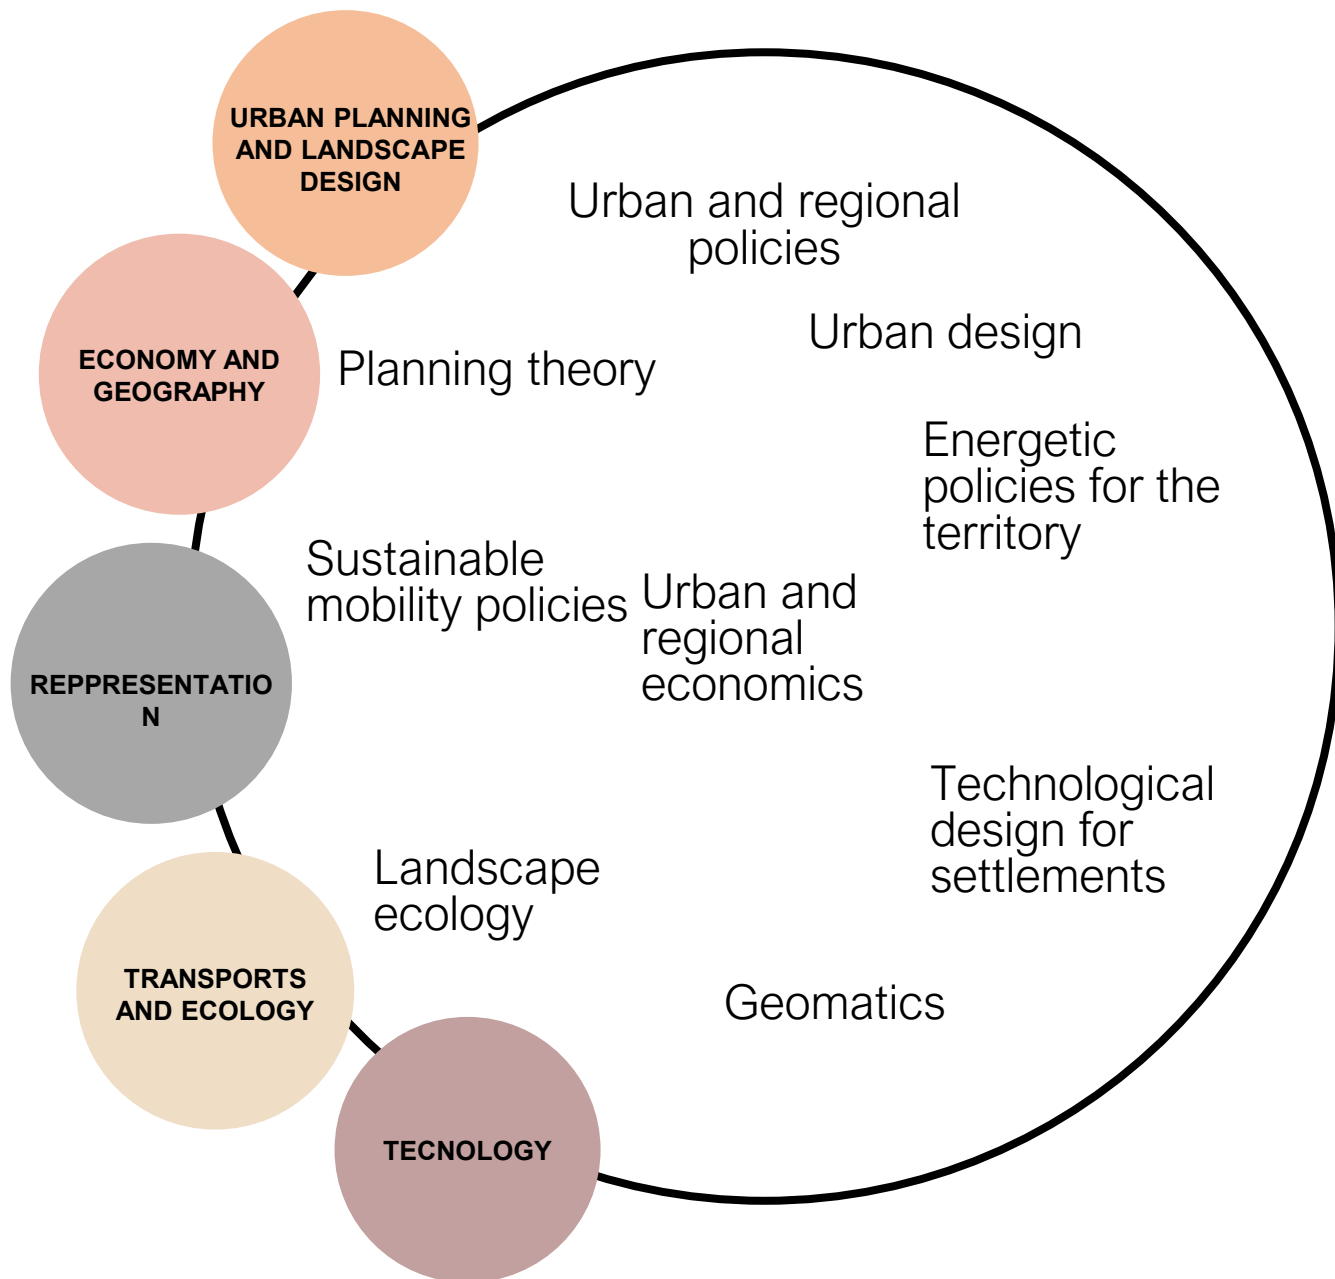 URBAN PLANNING
AND LANDSCAPE
DESIGN
Urban and regional
policies
Urban design
ECONOMY AND
GEOGRAPHY
Planning theory
Energetic
policies for the
territory
Sustainable
mobility policies
Urban and
regional
economics
REPPRESENTATIO
N
Technological
design for
settlements
Landscape
ecology
TRANSPORTS
AND ECOLOGY
Geomatics
TECNOLOGY